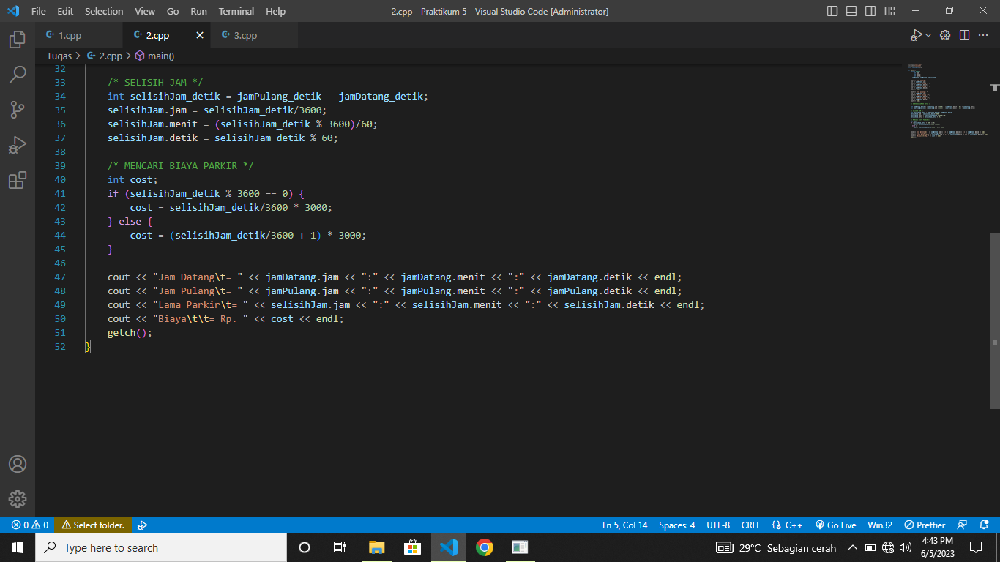 File Edit Selection View Go Run Terminal Help
2.cpp - Praktikum 5 - Visual Studio Code [Administrator]
1.cpp
2.cpp
3.cpp
Tugas > 2.cpp > main()
32
33 /* SELISIH JAM */
34 int selisihJam_detik = jamPulang_detik - jamDatang_detik;
35 selisihJam.jam = selisihJam_detik/3600;
36 selisihJam.menit = (selisihJam_detik % 3600)/60;
37 selisihJam.detik = selisihJam_detik % 60;
38
39 /* MENCARI BIAYA PARKIR */
40 int cost;
41 if (selisihJam_detik % 3600 == 0) {
42 cost = selisihJam_detik/3600 * 3000;
43 } else {
44 cost = (selisihJam_detik/3600 + 1) * 3000;
45 }
46
47 cout << "Jam Datang\t= " << jamDatang.jam << ":" << jamDatang.menit << ":" << jamDatang.detik << endl;
48 cout << "Jam Pulang\t= " << jamPulang.jam << ":" << jamPulang.menit << ":" << jamPulang.detik << endl;
49 cout << "Lama Parkir\t= " << selisihJam.jam << ":" << selisihJam.menit << ":" << selisihJam.detik << endl;
50 cout << "Biaya\t\t= Rp. " << cost << endl;
51 getch();
52 }
0 0 Select folder.
Ln 5, Col 14 Spaces: 4 UTF-8 CRLF {} C++ Go Live Win32 Prettier
Type here to search
29°C Sebagian cerah
4:43 PM
6/5/2023